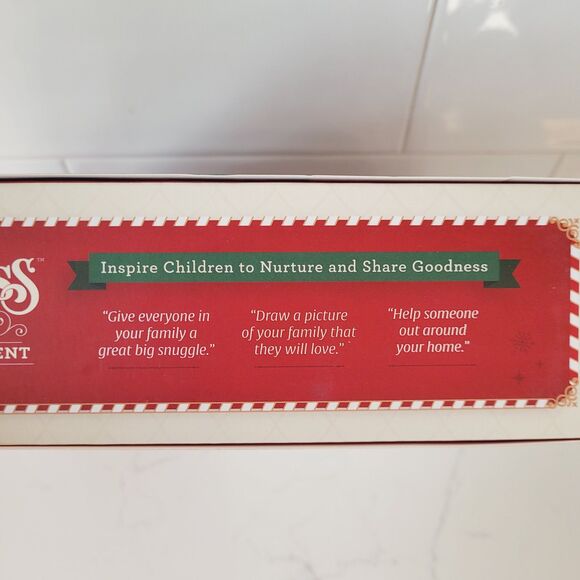 Inspire Children to Nurture and Share Goodness
"Give everyone in
your family a
great big snuggle."
"Draw a picture
of your family that
they will love."
"Help someone
out around
your home."